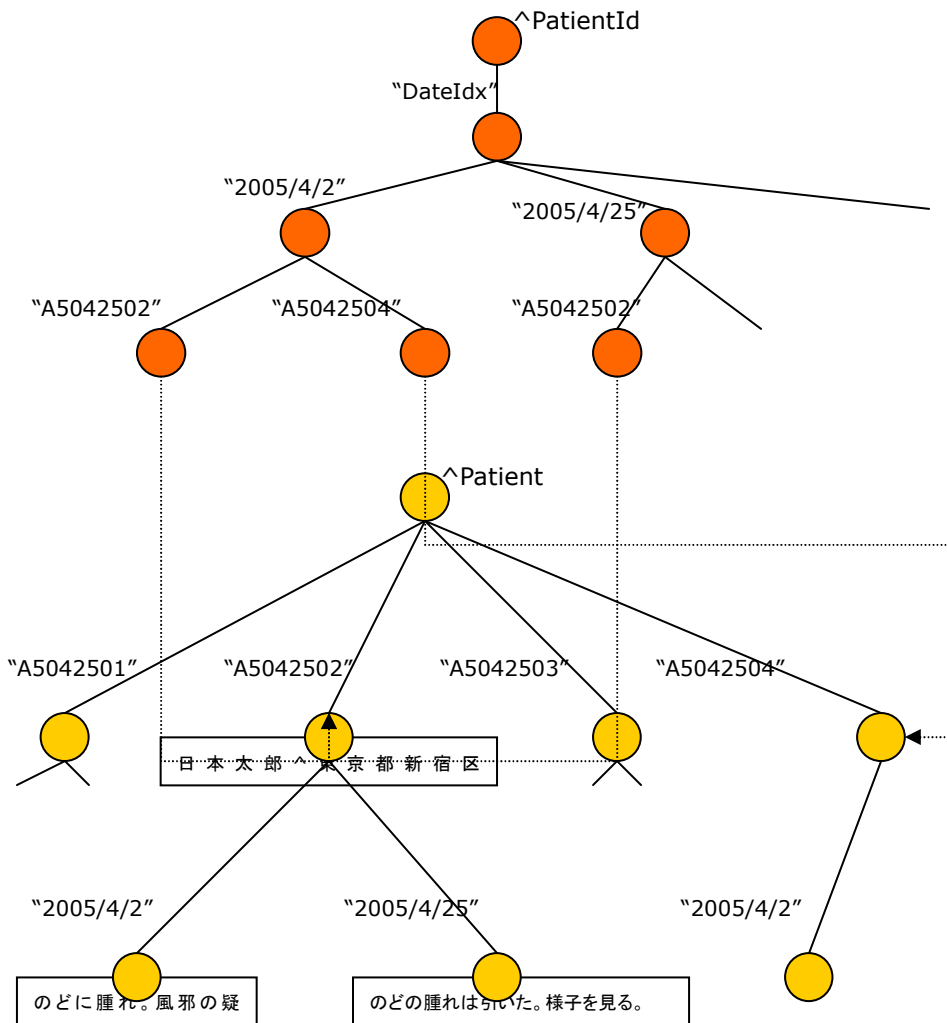 ^PatientId
“DateIdx”
“2005/4/2”
“2005/4/25”
“A5042502”
“A5042504”
“A5042502”
^Patient
“A5042501”
“A5042502”
“A5042503”
“A5042504”
日本太郎^東京都新宿区
“2005/4/2”
“2005/4/25”
“2005/4/2”
のどに腫れ。風邪の疑
のどの腫れは引いた。様子を見る。